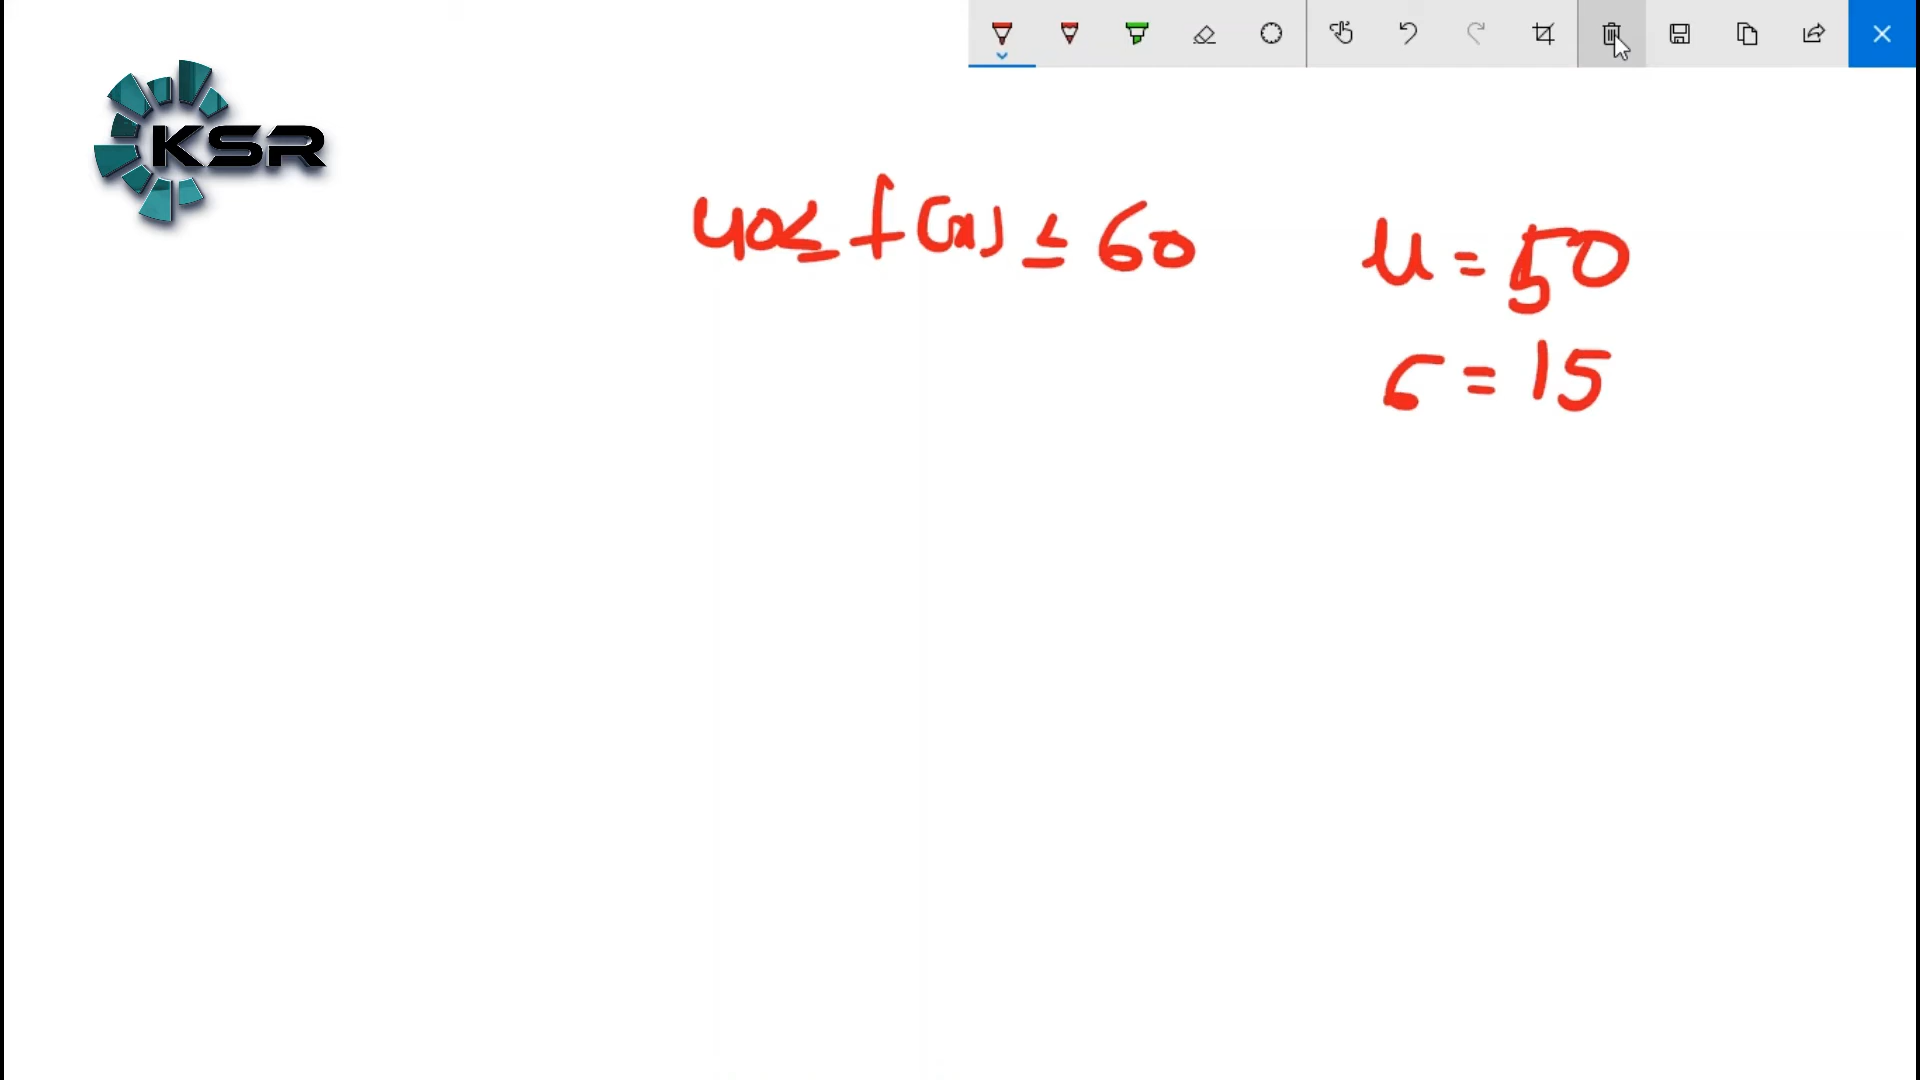 KSR
40 ≤ f(x) ≤ 60
μ = 50
σ = 15